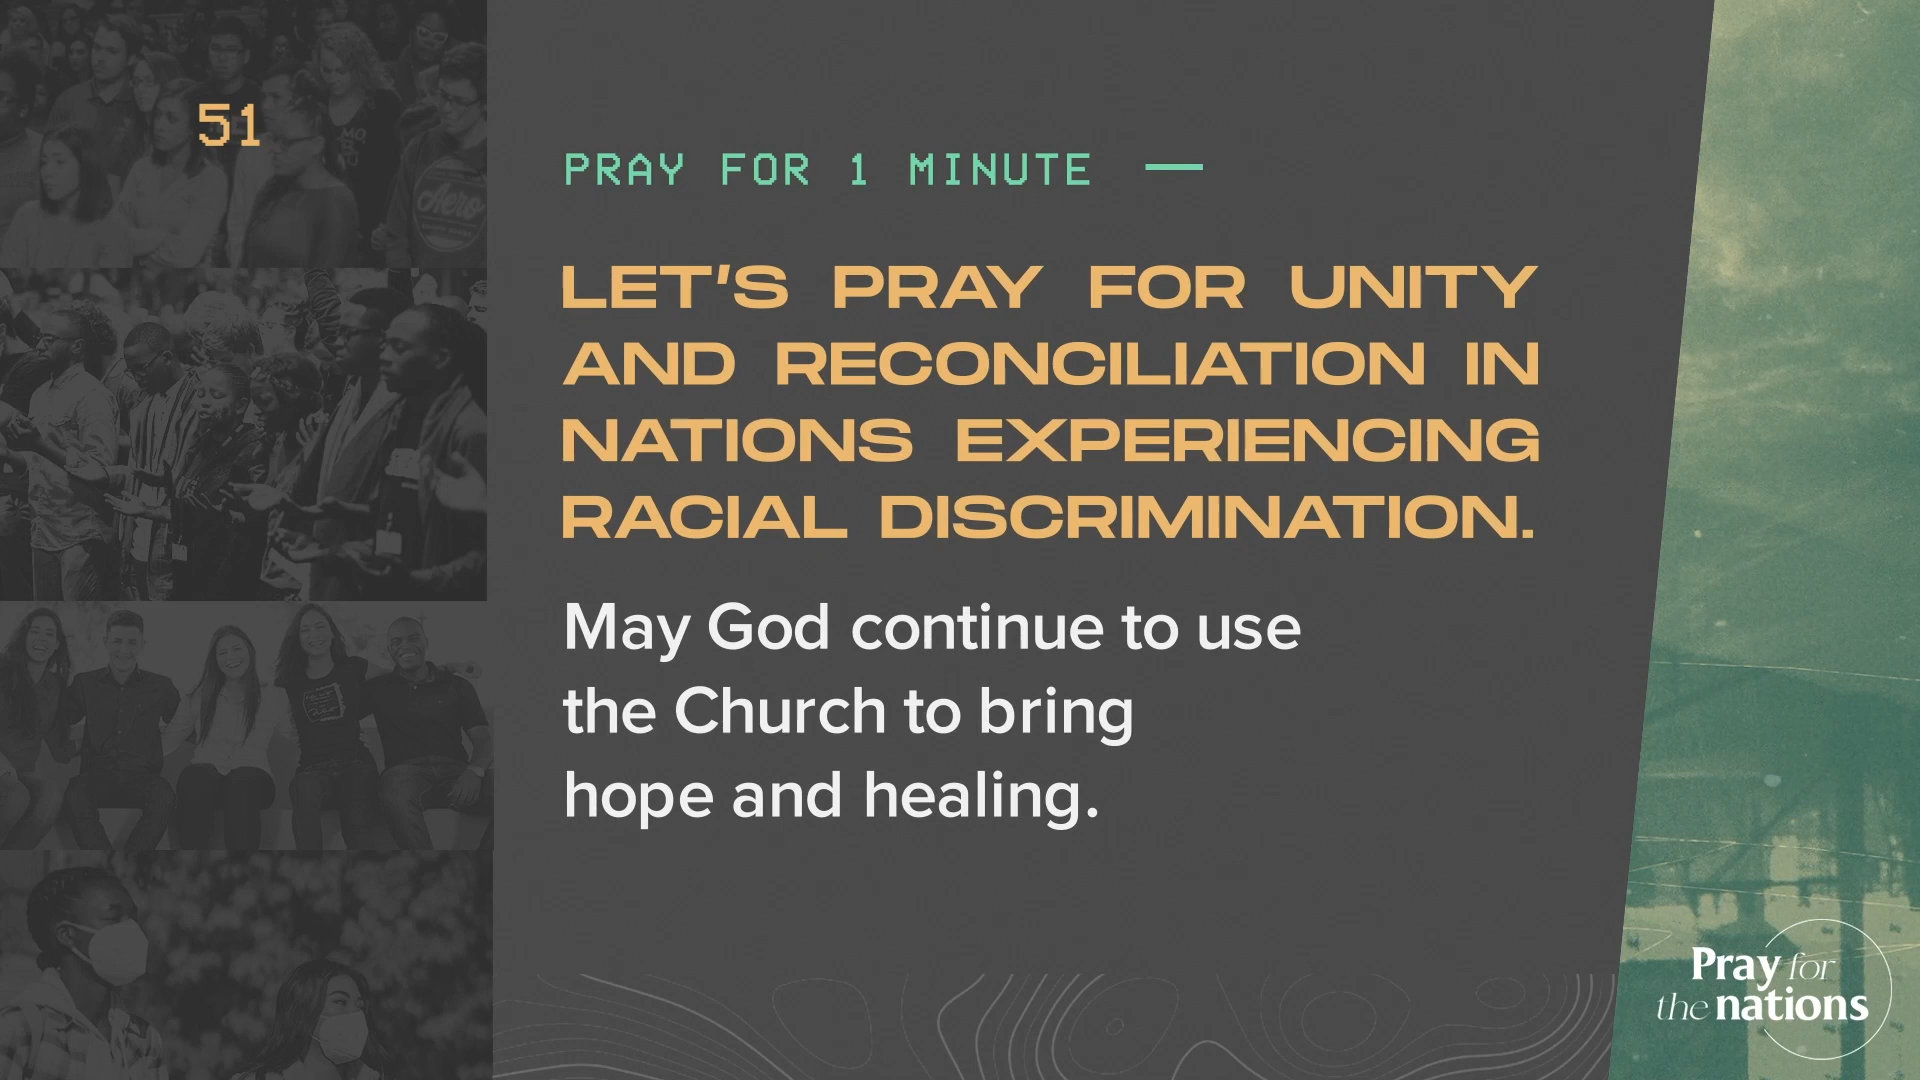 51
PRAY FOR 1 MINUTE —
LET'S PRAY FOR UNITY
AND RECONCILIATION IN
NATIONS EXPERIENCING
RACIAL DISCRIMINATION.
May God continue to use
the Church to bring
hope and healing.
Aero
Pray for
the nations